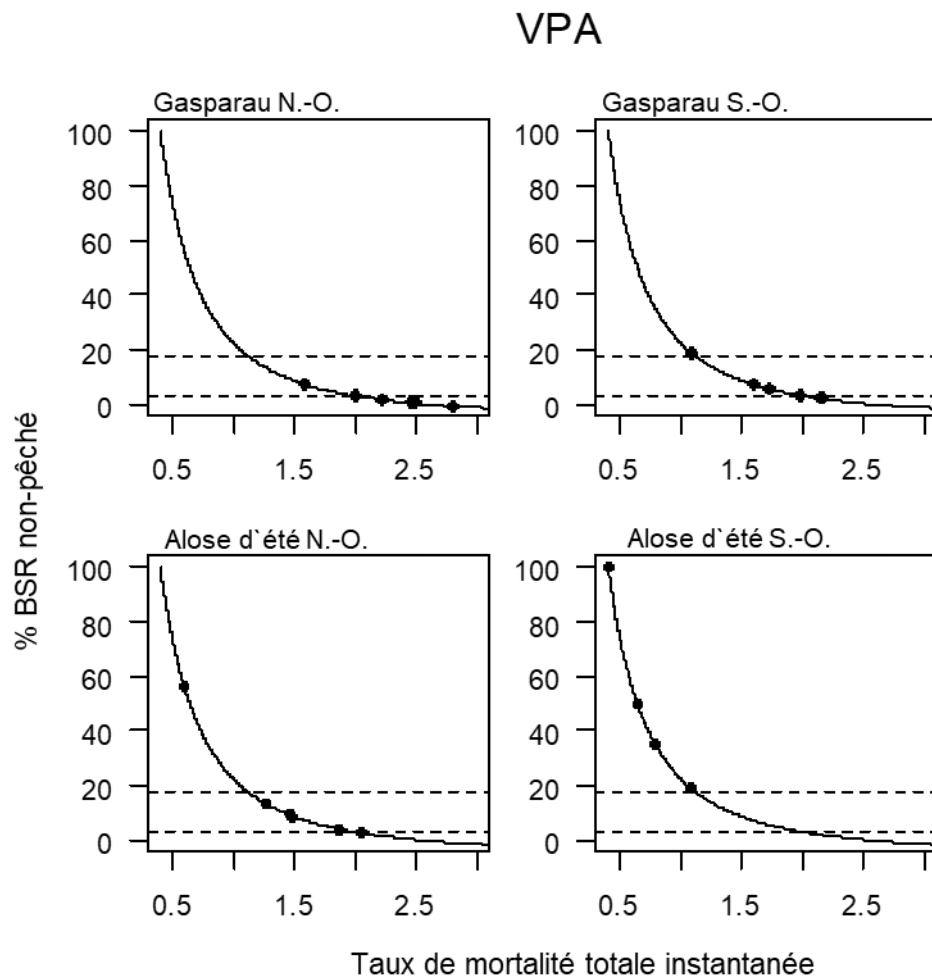 VPA
Gasparau N.-O.
Gasparau S.-O.
100
80
60
40
20
0
0.5 1.5 2.5
100
80
60
40
20
0
0.5 1.5 2.5
Alose d`été N.-O.
Alose d`été S.-O.
100
80
60
40
20
0
0.5 1.5 2.5
100
80
60
40
20
0
0.5 1.5 2.5
% BSR non-pêché
Taux de mortalité totale instantanée